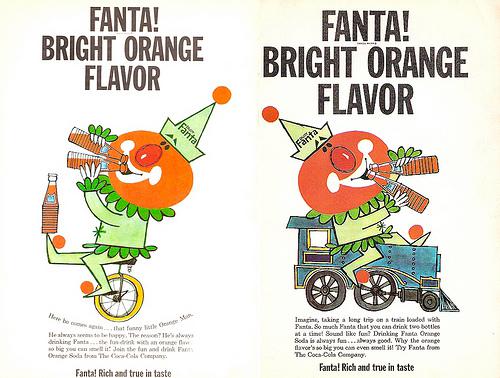 FANTA!
BRIGHT ORANGE
FLAVOR
Fanta
Here he comes again . . . that funny little Orange Man.
He always seems to be happy. The reason? He's always
drinking Fanta . . . the fun drink with an orange flavor
so big you can smell it! Join the fun and drink Fanta
Orange Soda from The Coca-Cola Company.
Fanta! Rich and true in taste
FANTA!
BRIGHT ORANGE
FLAVOR
Fanta
Imagine, taking a long trip on a train loaded with
Fanta. So much Fanta that you can drink two bottles
at a time! Sound like fun? Drinking Fanta Orange
Soda is always fun . . . always good. Why the orange
flavor's so big you can even smell it! Try Fanta from
The Coca-Cola Company.
Fanta! Rich and true in taste